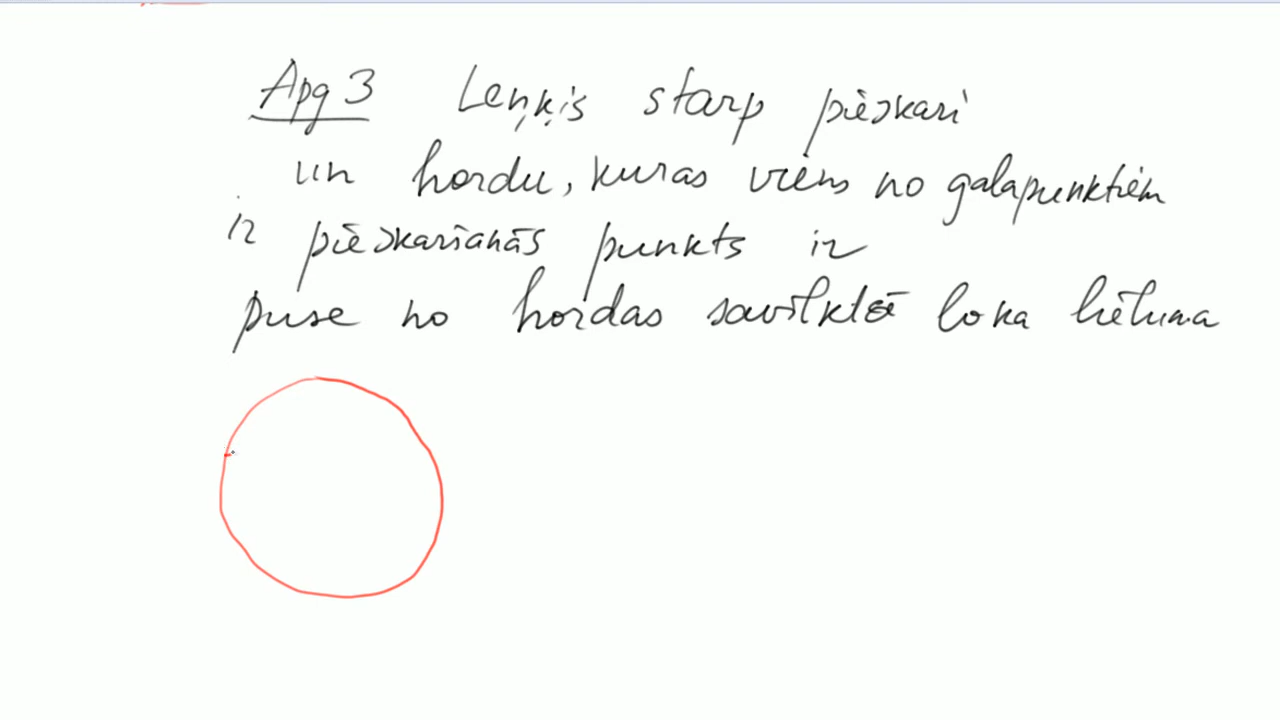 Apg 3 Leņķis starp pieskari
un hordu, kuras viens no galapunktiem
ir pieskaršanās punkts ir
puse no hordas savilktā loka lieluma